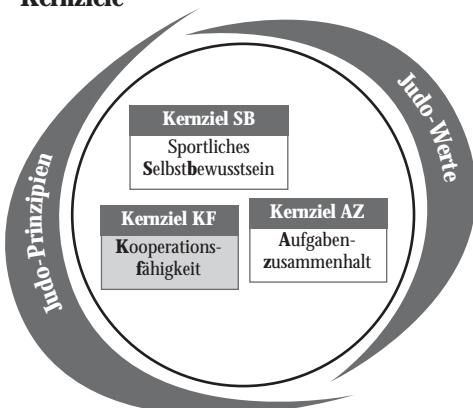 Kernziele
Judo-Werte
Judo-Prinzipien
Kernziel SB
Sportliches
Selbstbewusstsein
Kernziel KF
Kooperations-
fähigkeit
Kernziel AZ
Aufgaben-
zusammenhalt